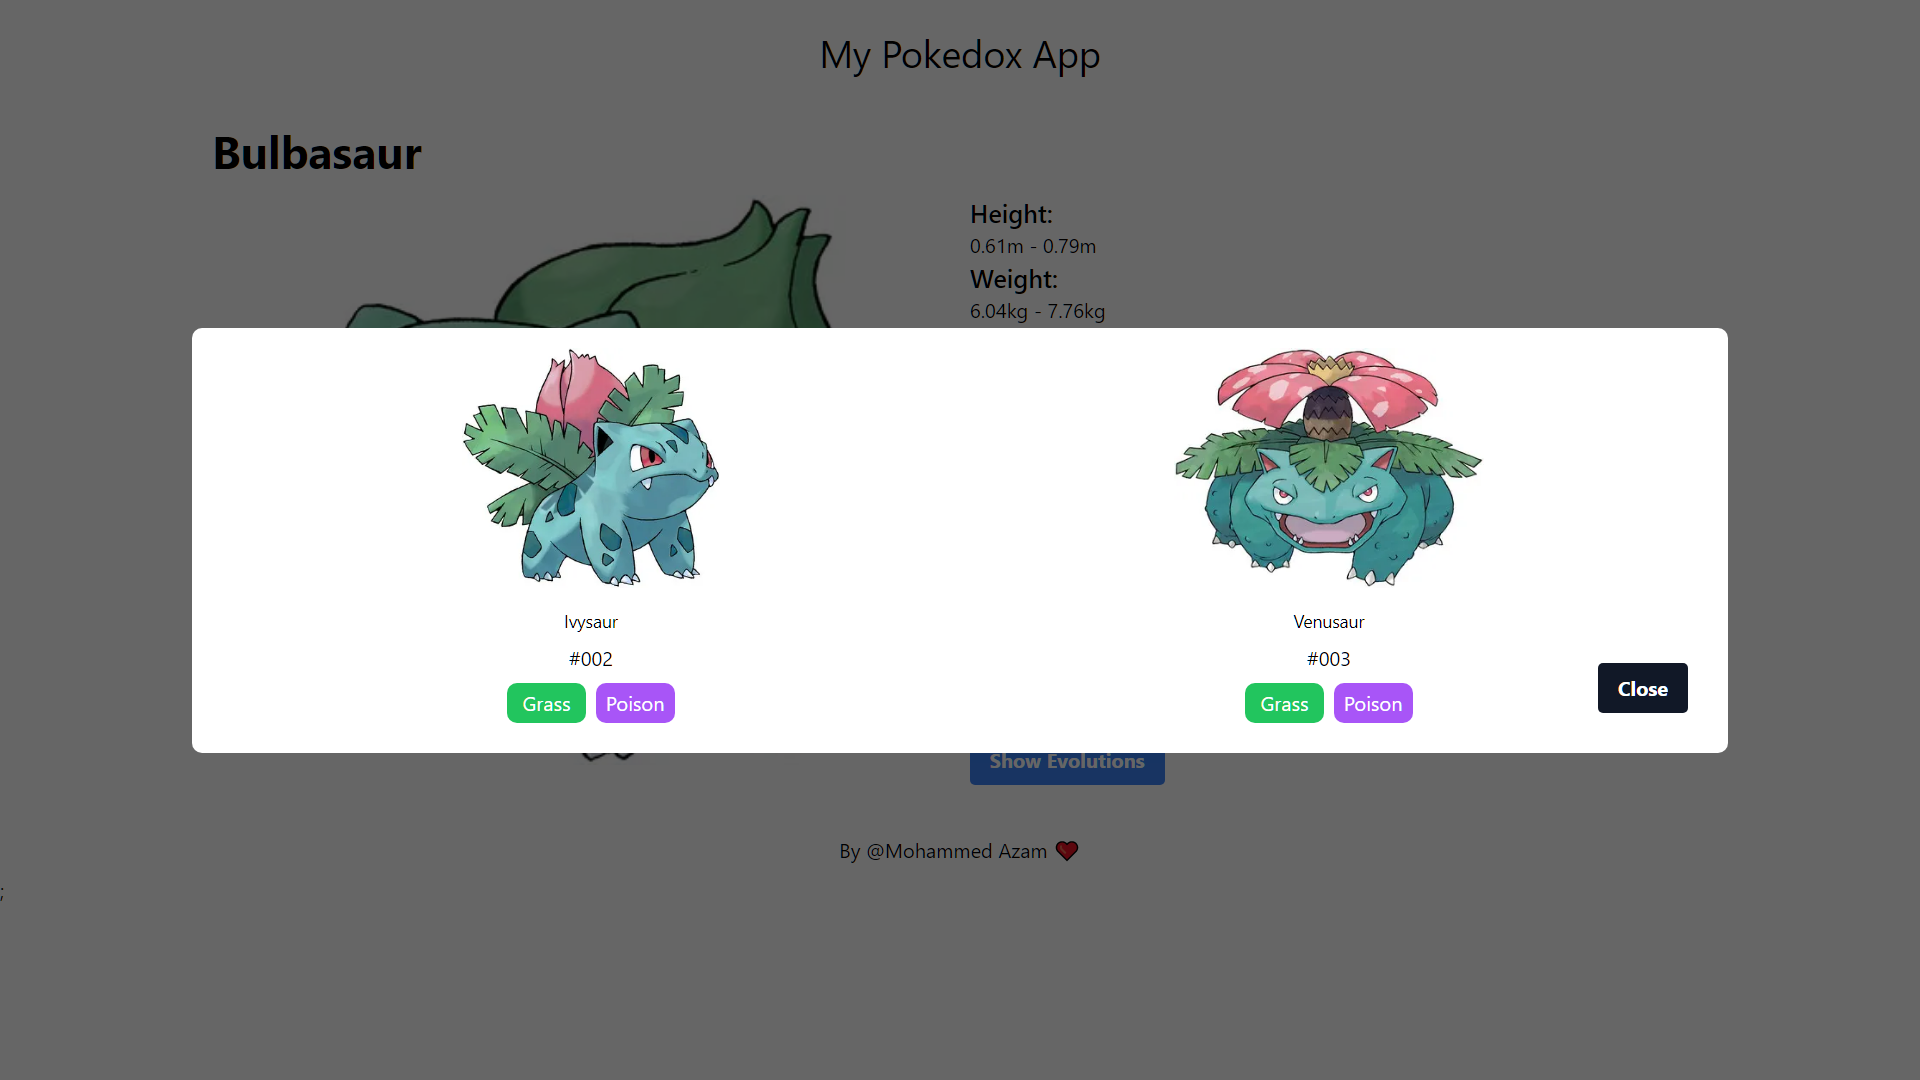 My Pokedox App
Bulbasaur
Height:
0.61m - 0.79m
Weight:
6.04kg - 7.76kg
Ivysaur
#002
Grass Poison
Venusaur
#003
Grass Poison
Close
Show Evolutions
By @Mohammed Azam ❤️
;